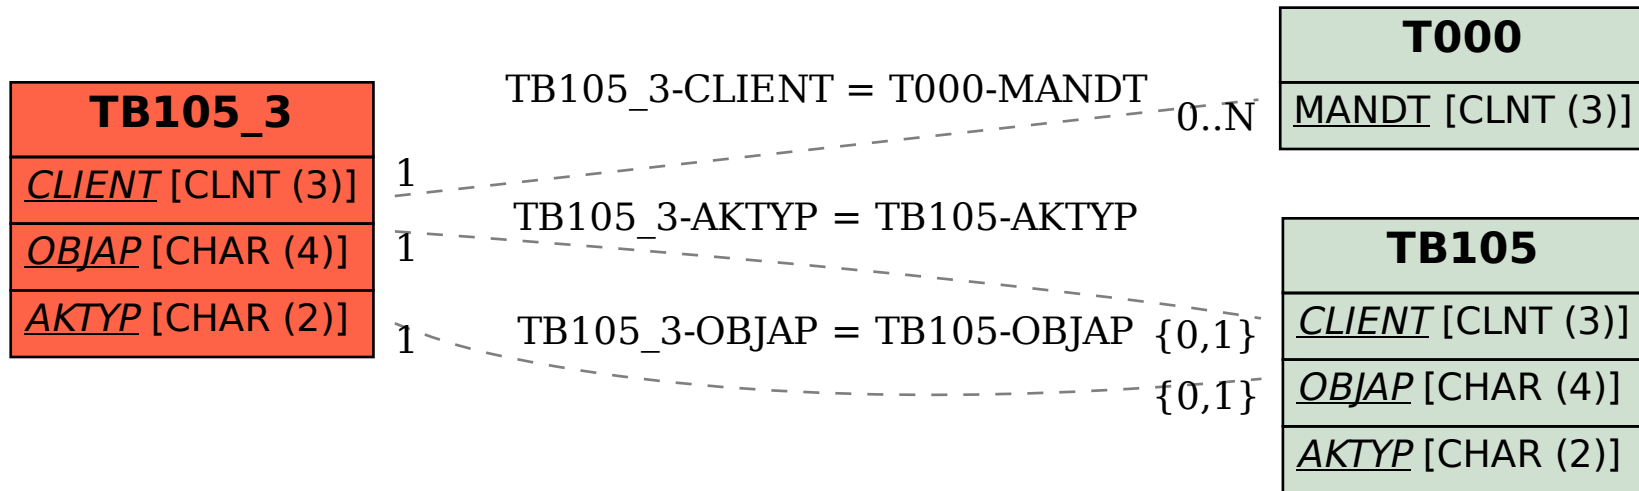 TB105_3
CLIENT [CLNT (3)]
OBJAP [CHAR (4)]
AKTYP [CHAR (2)]
TB105_3-CLIENT = T000-MANDT
1
0..N
TB105_3-AKTYP = TB105-AKTYP
1
{0,1}
TB105_3-OBJAP = TB105-OBJAP
1
{0,1}
T000
MANDT [CLNT (3)]
TB105
CLIENT [CLNT (3)]
OBJAP [CHAR (4)]
AKTYP [CHAR (2)]